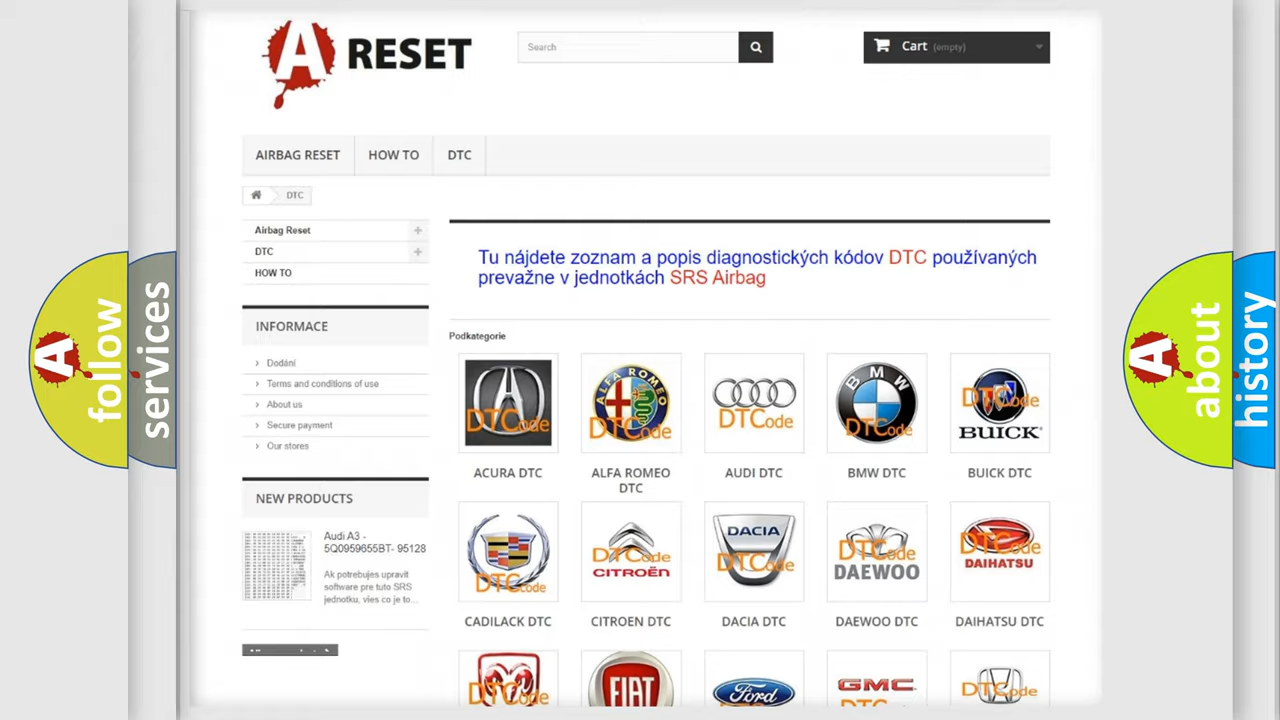 A RESET
Search
Cart (empty)
AIRBAG RESET
HOW TO
DTC
DTC
Airbag Reset
DTC
HOW TO
INFORMACE
Dodání
Terms and conditions of use
About us
Secure payment
Our stores
NEW PRODUCTS
Audi A3 -
5Q0959655BT- 95128
Ak potrebujes upravit
software pre tuto SRS
jednotku, vies co je to...
Tu nájdete zoznam a popis diagnostických kódov DTC používaných
prevažne v jednotkách SRS Airbag
Podkategorie
DTCode
ALFA ROMEO
DTCode
DTCode
BMW
DTCode
DTCode
BUICK
ACURA DTC
ALFA ROMEO
DTC
AUDI DTC
BMW DTC
BUICK DTC
DTCode
DTCode
CITROËN
DACIA
DTCode
DTCode
DAEWOO
DTCode
DAIHATSU
CADILACK DTC
CITROEN DTC
DACIA DTC
DAEWOO DTC
DAIHATSU DTC
DTCode
FIAT
Ford
GMC
DTCode
A follow
services
A about
history